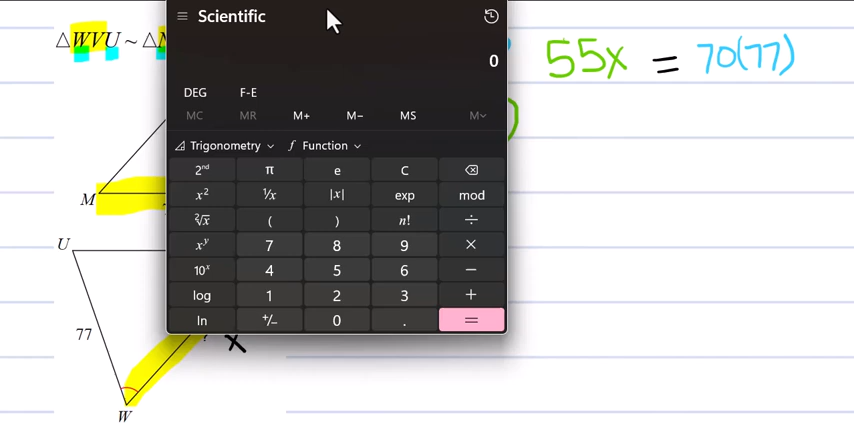 Scientific
△WVU ~ △
55x = 70(77)
0
DEG F-E
MC MR M+ M− MS M
Trigonometry f Function
2ⁿᵈ π e C
x² ¹/x |x| exp mod
M
²√x ( ) n! ÷
U
xʸ 7 8 9 ×
10ˣ 4 5 6 −
log 1 2 3 +
ln +/− 0 . =
77
? x
W